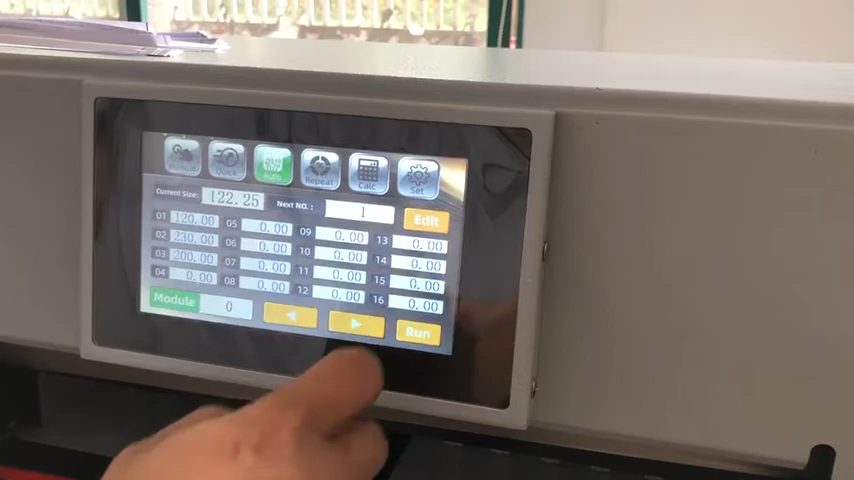 Manual Quick Auto Repeat Calc Set
Current Size: 122.25 Next NO. : 1 Edit
01 120.00 05 0.00 09 0.00 13 0.00
02 230.00 06 0.00 10 0.00 14 0.00
03 200.00 07 0.00 11 0.00 15 0.00
04 0.00 08 0.00 12 0.00 16 0.00
Module 0 Run